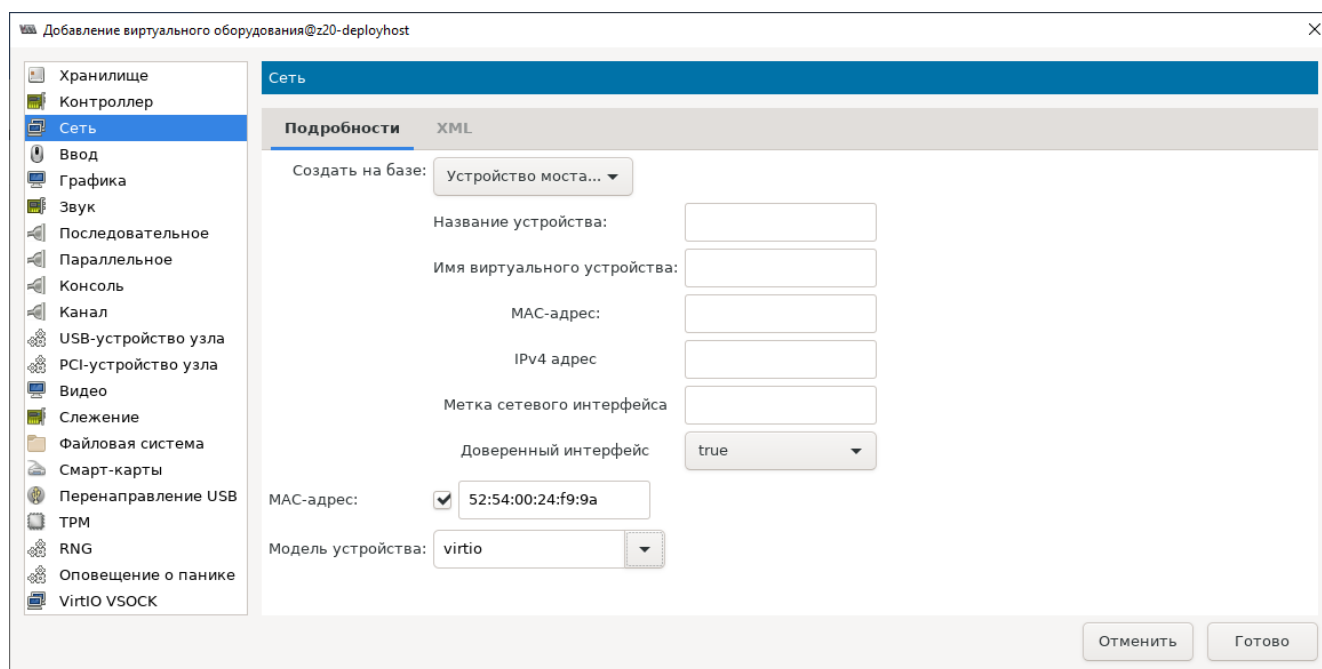 Добавление виртуального оборудования@z20-deployhost
Хранилище
Контроллер
Сеть
Ввод
Графика
Звук
Последовательное
Параллельное
Консоль
Канал
USB-устройство узла
PCI-устройство узла
Видео
Слежение
Файловая система
Смарт-карты
Перенаправление USB
TPM
RNG
Оповещение о панике
VirtIO VSOCK
Сеть
Подробности XML
Создать на базе: Устройство моста...
Название устройства:
Имя виртуального устройства:
MAC-адрес:
IPv4 адрес
Метка сетевого интерфейса
Доверенный интерфейс true
MAC-адрес: 52:54:00:24:f9:9a
Модель устройства: virtio
Отменить Готово